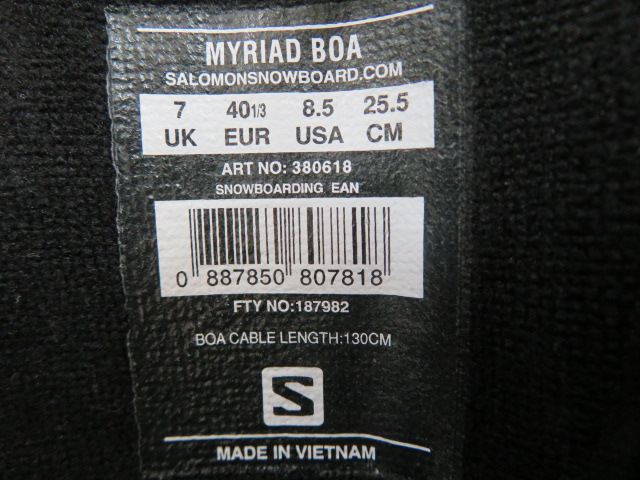 MYRIAD BOA
SALOMONSNOWBOARD.COM
7 40 1/3 8.5 25.5
UK EUR USA CM
ART NO: 380618
SNOWBOARDING EAN
0 887850 807818
FTY NO:187982
BOA CABLE LENGTH:130CM
S
MADE IN VIETNAM